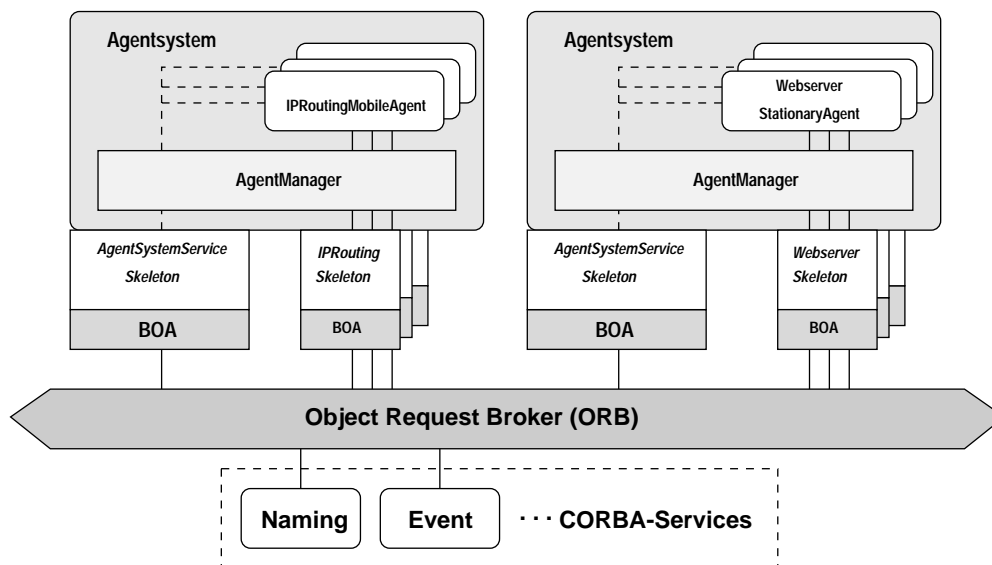 Agentsystem
IPRoutingMobileAgent
AgentManager
AgentSystemService
Skeleton
BOA
IPRouting
Skeleton
BOA
Agentsystem
Webserver
StationaryAgent
AgentManager
AgentSystemService
Skeleton
BOA
Webserver
Skeleton
BOA
Object Request Broker (ORB)
Naming
Event
· · · CORBA-Services